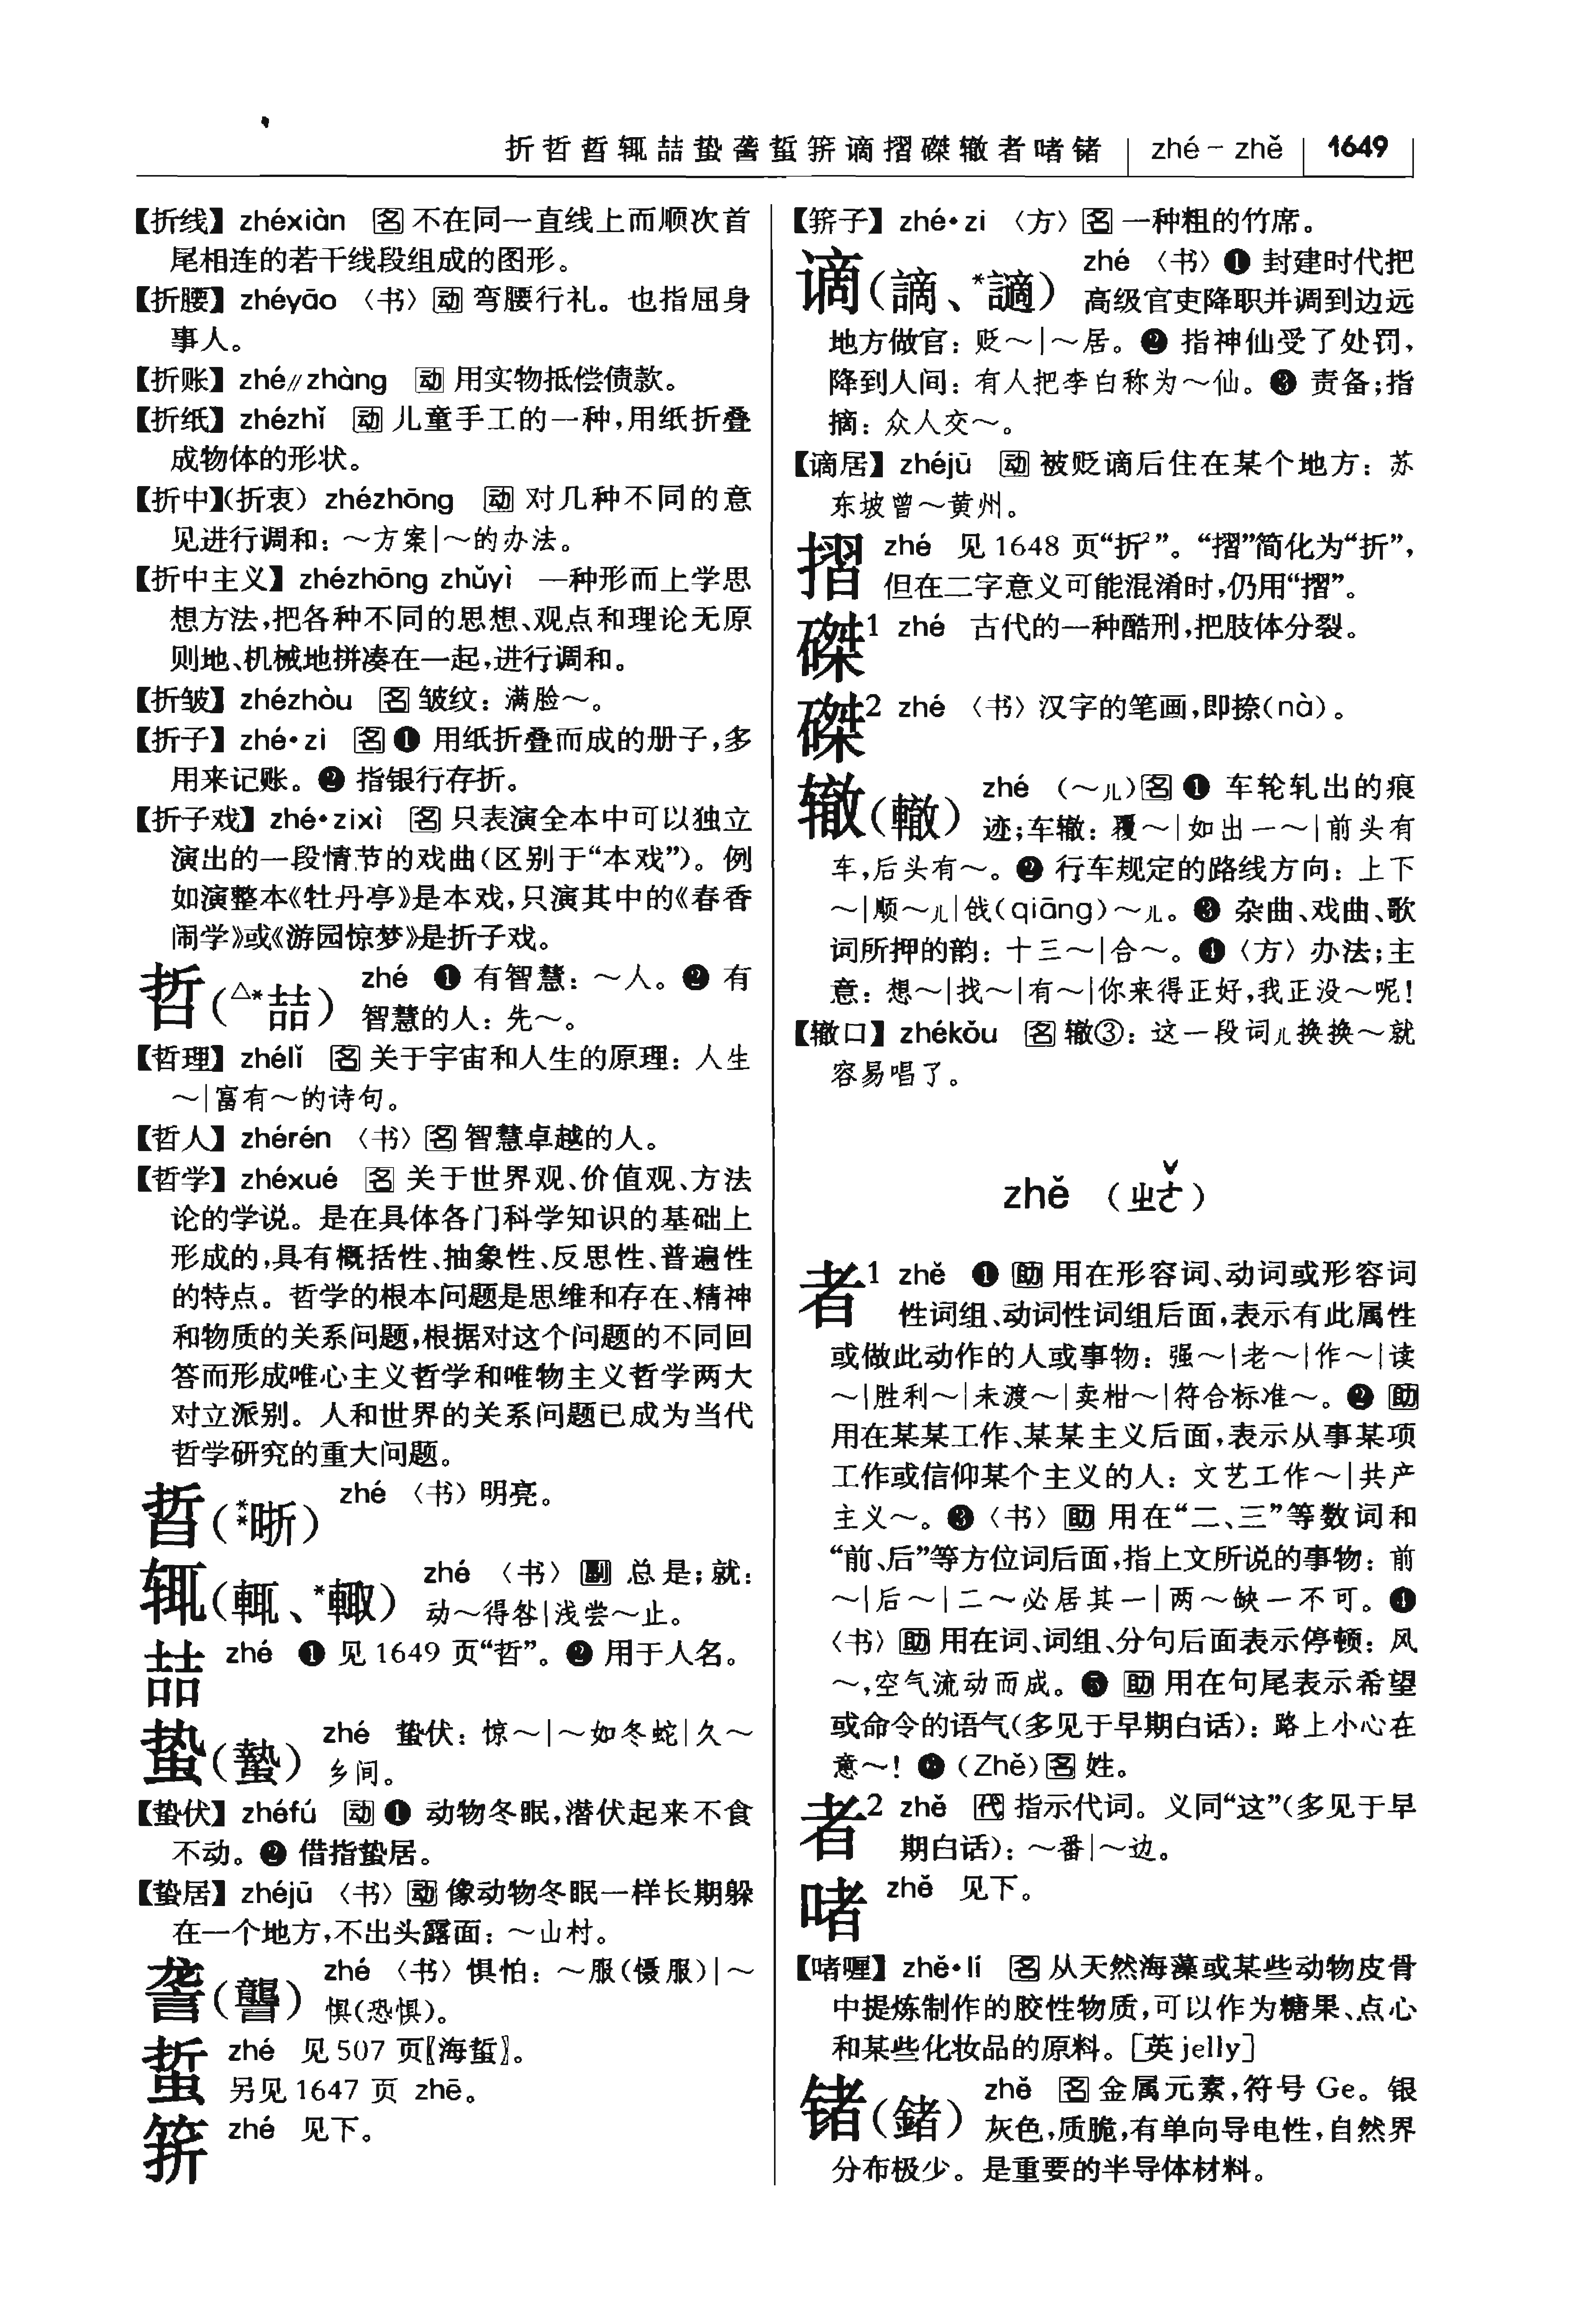 折哲晢辄喆蛰詟蜇𥬠谪摺磔辙者啫锗 zhé－zhě 1649
【折线】 zhéxiàn 名 不在同一直线上而顺次首
尾相连的若干线段组成的图形。
【折腰】 zhéyāo 〈书〉 动 弯腰行礼。也指屈身
事人。
【折账】 zhé∥zhàng 动 用实物抵偿债款。
【折纸】 zhézhǐ 动 儿童手工的一种,用纸折叠
成物体的形状。
【折中】(折衷) zhézhōng 动 对几种不同的意
见进行调和：～方案|～的办法。
【折中主义】 zhézhōng zhǔyì 一种形而上学思
想方法,把各种不同的思想、观点和理论无原
则地、机械地拼凑在一起,进行调和。
【折皱】 zhézhòu 名 皱纹：满脸～。
【折子】 zhé•zi 名 ❶ 用纸折叠而成的册子,多
用来记账。❷ 指银行存折。
【折子戏】 zhé•zixì 名 只表演全本中可以独立
演出的一段情节的戏曲(区别于“本戏”)。例
如演整本《牡丹亭》是本戏,只演其中的《春香
闹学》或《游园惊梦》是折子戏。
哲(△*喆) zhé ❶ 有智慧：～人。❷ 有
智慧的人：先～。
【哲理】 zhélǐ 名 关于宇宙和人生的原理：人生
～|富有～的诗句。
【哲人】 zhérén 〈书〉 名 智慧卓越的人。
【哲学】 zhéxué 名 关于世界观、价值观、方法
论的学说。是在具体各门科学知识的基础上
形成的,具有概括性、抽象性、反思性、普遍性
的特点。哲学的根本问题是思维和存在、精神
和物质的关系问题,根据对这个问题的不同回
答而形成唯心主义哲学和唯物主义哲学两大
对立派别。人和世界的关系问题已成为当代
哲学研究的重大问题。
晢(**晣) zhé 〈书〉明亮。
辄(輒、*輙) zhé 〈书〉 副 总是;就：
动～得咎|浅尝～止。
喆 zhé ❶ 见1649 页“哲”。❷ 用于人名。
蛰(蟄) zhé 蛰伏：惊～|～如冬蛇|久～
乡间。
【蛰伏】 zhéfú 动 ❶ 动物冬眠,潜伏起来不食
不动。❷ 借指蛰居。
【蛰居】 zhéjū 〈书〉 动 像动物冬眠一样长期躲
在一个地方,不出头露面：～山村。
詟(讋) zhé 〈书〉惧怕：～服(慑服)|～
惧(恐惧)。
蜇 zhé 见507 页〖海蜇〗。
另见1647 页 zhē。
𥬠 zhé 见下。
【𥬠子】 zhé•zi 〈方〉 名 一种粗的竹席。
谪(謫、*讁) zhé 〈书〉❶ 封建时代把
高级官吏降职并调到边远
地方做官：贬～|～居。❷ 指神仙受了处罚,
降到人间：有人把李白称为～仙。❸ 责备;指
摘：众人交～。
【谪居】 zhéjū 动 被贬谪后住在某个地方：苏
东坡曾～黄州。
摺 zhé 见1648 页“折²”。“摺”简化为“折”,
但在二字意义可能混淆时,仍用“摺”。
磔1 zhé 古代的一种酷刑,把肢体分裂。
磔2 zhé 〈书〉汉字的笔画,即捺(nà)。
辙(轍) zhé (～儿)名 ❶ 车轮轧出的痕
迹;车辙：覆～|如出一～|前头有
车,后头有～。❷ 行车规定的路线方向：上下
～|顺～儿|戗(qiāng)～儿。❸ 杂曲、戏曲、歌
词所押的韵：十三～|合～。❹〈方〉办法;主
意：想～|找～|有～|你来得正好,我正没～呢!
【辙口】 zhékǒu 名 辙③：这一段词儿换换～就
容易唱了。
zhě (ㄓㄜˇ)
者1 zhě ❶ 助 用在形容词、动词或形容词
性词组、动词性词组后面,表示有此属性
或做此动作的人或事物：强～|老～|作～|读
～|胜利～|未渡～|卖柑～|符合标准～。❷ 助
用在某某工作、某某主义后面,表示从事某项
工作或信仰某个主义的人：文艺工作～|共产
主义～。❸〈书〉 助 用在“二、三”等数词和
“前、后”等方位词后面,指上文所说的事物：前
～|后～|二～必居其一|两～缺一不可。❹
〈书〉 助 用在词、词组、分句后面表示停顿：风
～,空气流动而成。❺ 助 用在句尾表示希望
或命令的语气(多见于早期白话)：路上小心在
意～! ❻ (Zhě)名 姓。
者2 zhě 代 指示代词。义同“这”(多见于早
期白话)：～番|～边。
啫 zhě 见下。
【啫喱】 zhě•lí 名 从天然海藻或某些动物皮骨
中提炼制作的胶性物质,可以作为糖果、点心
和某些化妆品的原料。[英 jelly]
锗(鍺) zhě 名 金属元素,符号 Ge。银
灰色,质脆,有单向导电性,自然界
分布极少。是重要的半导体材料。